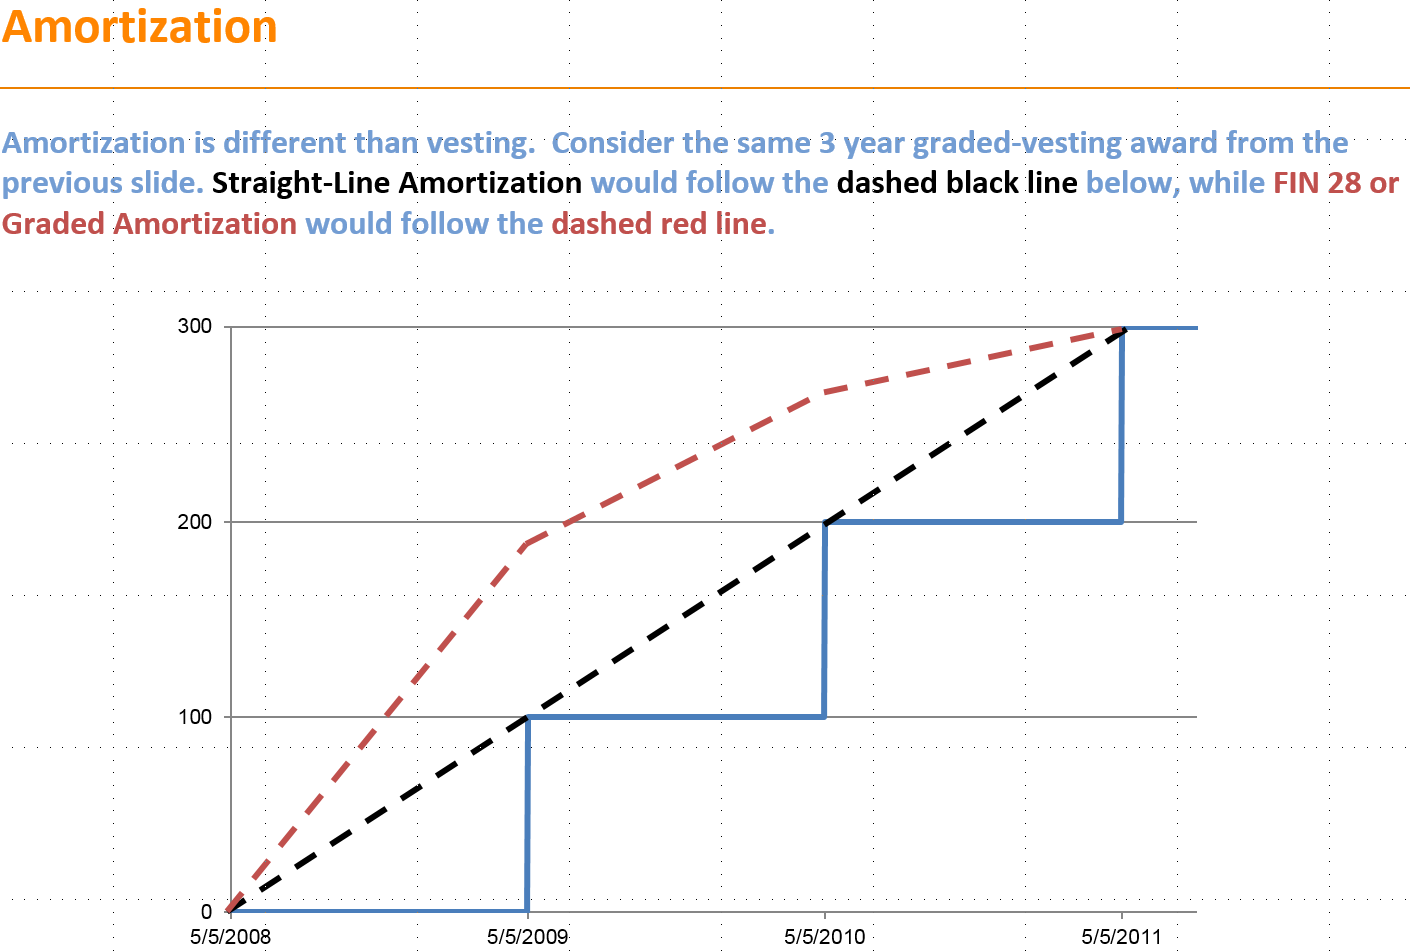 Amortization
Amortization is different than vesting.  Consider the same 3 year graded-vesting award from the
previous slide. Straight-Line Amortization would follow the dashed black line below, while FIN 28 or
Graded Amortization would follow the dashed red line.
300
200
100
0
5/5/2008 5/5/2009 5/5/2010 5/5/2011